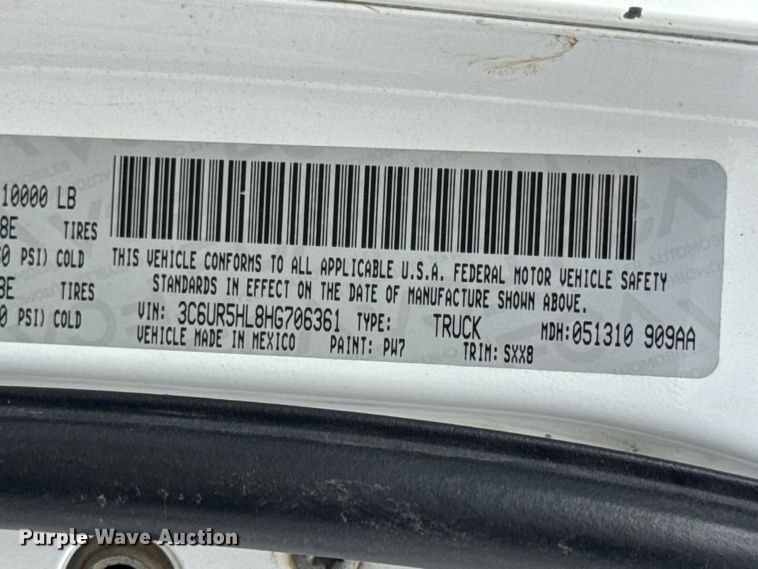 10000 LB
8E TIRES
0 PSI) COLD
8E TIRES
0 PSI) COLD
THIS VEHICLE CONFORMS TO ALL APPLICABLE U.S.A. FEDERAL MOTOR VEHICLE SAFETY
STANDARDS IN EFFECT ON THE DATE OF MANUFACTURE SHOWN ABOVE.
VIN: 3C6UR5HL8HG706361 TYPE: TRUCK MDH:051310 909AA
VEHICLE MADE IN MEXICO PAINT: PW7 TRIM: SXX8
Purple Wave Auction